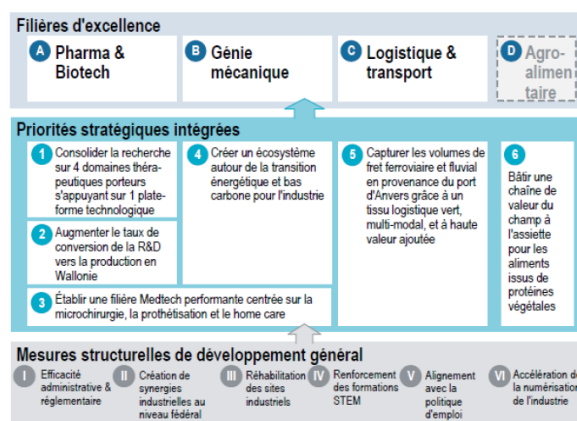 Filières d'excellence
A Pharma &
Biotech
B Génie
mécanique
C Logistique &
transport
D Agro-
alimen
taire
Priorités stratégiques intégrées
1 Consolider la recherche
sur 4 domaines théra-
peutiques porteurs
s'appuyant sur 1 plate-
forme technologique
2 Augmenter le taux de
conversion de la R&D
vers la production en
Wallonie
3 Établir une filière Medtech performante centrée sur la
microchirurgie, la prothétisation et le home care
4 Créer un écosystème
autour de la transition
énergétique et bas
carbone pour l'industrie
5 Capturer les volumes de
fret ferroviaire et fluvial
en provenance du port
d'Anvers grâce á un
tissu logistique vert,
multi-modal, et à haute
valeur ajoutée
6
Bâtir une
chaîne de
valeur du
champ à
l'assiette
pour les
aliments
issus de
protéines
végétales
Mesures structurelles de développement général
I Efficacité
administrative &
réglementaire
II Création de
synergies
industrielles au
niveau fédéral
III Réhabilitation
des sites
industriels
IV Renforcement
des formations
STEM
V Alignement
avec la
politique
d'emploi
VI Accélération de
la numérisation
de l'industrie